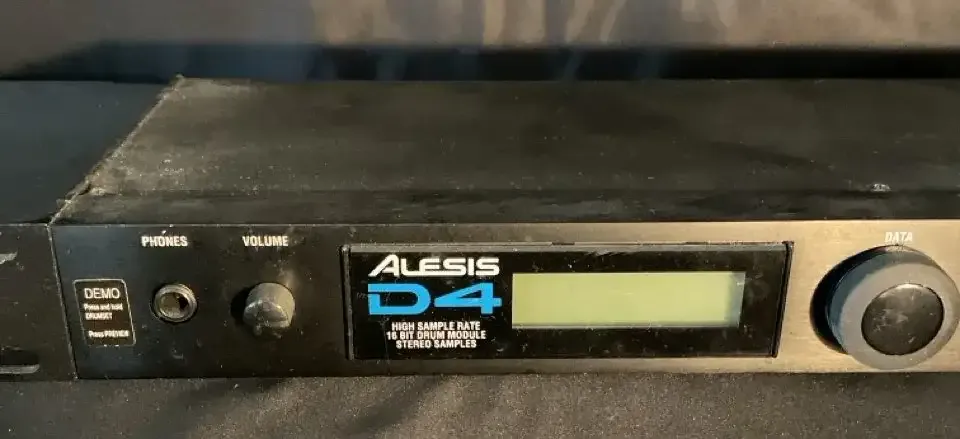 PHONES
VOLUME
DATA
DEMO
Press and hold
DRUMSET
Press PREVIEW
ALESIS
D4
HIGH SAMPLE RATE
16 BIT DRUM MODULE
STEREO SAMPLES